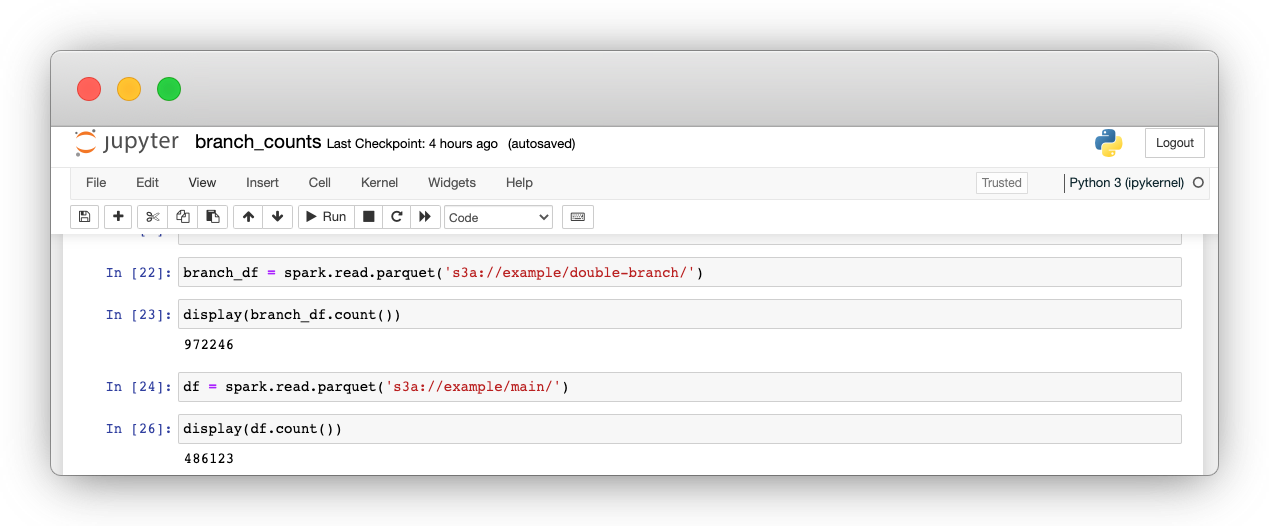 jupyter branch_counts Last Checkpoint: 4 hours ago (autosaved)
Logout
File Edit View Insert Cell Kernel Widgets Help
Trusted
Python 3 (ipykernel)
Run
Code
In [22]: branch_df = spark.read.parquet('s3a://example/double-branch/')
In [23]: display(branch_df.count())
972246
In [24]: df = spark.read.parquet('s3a://example/main/')
In [26]: display(df.count())
486123